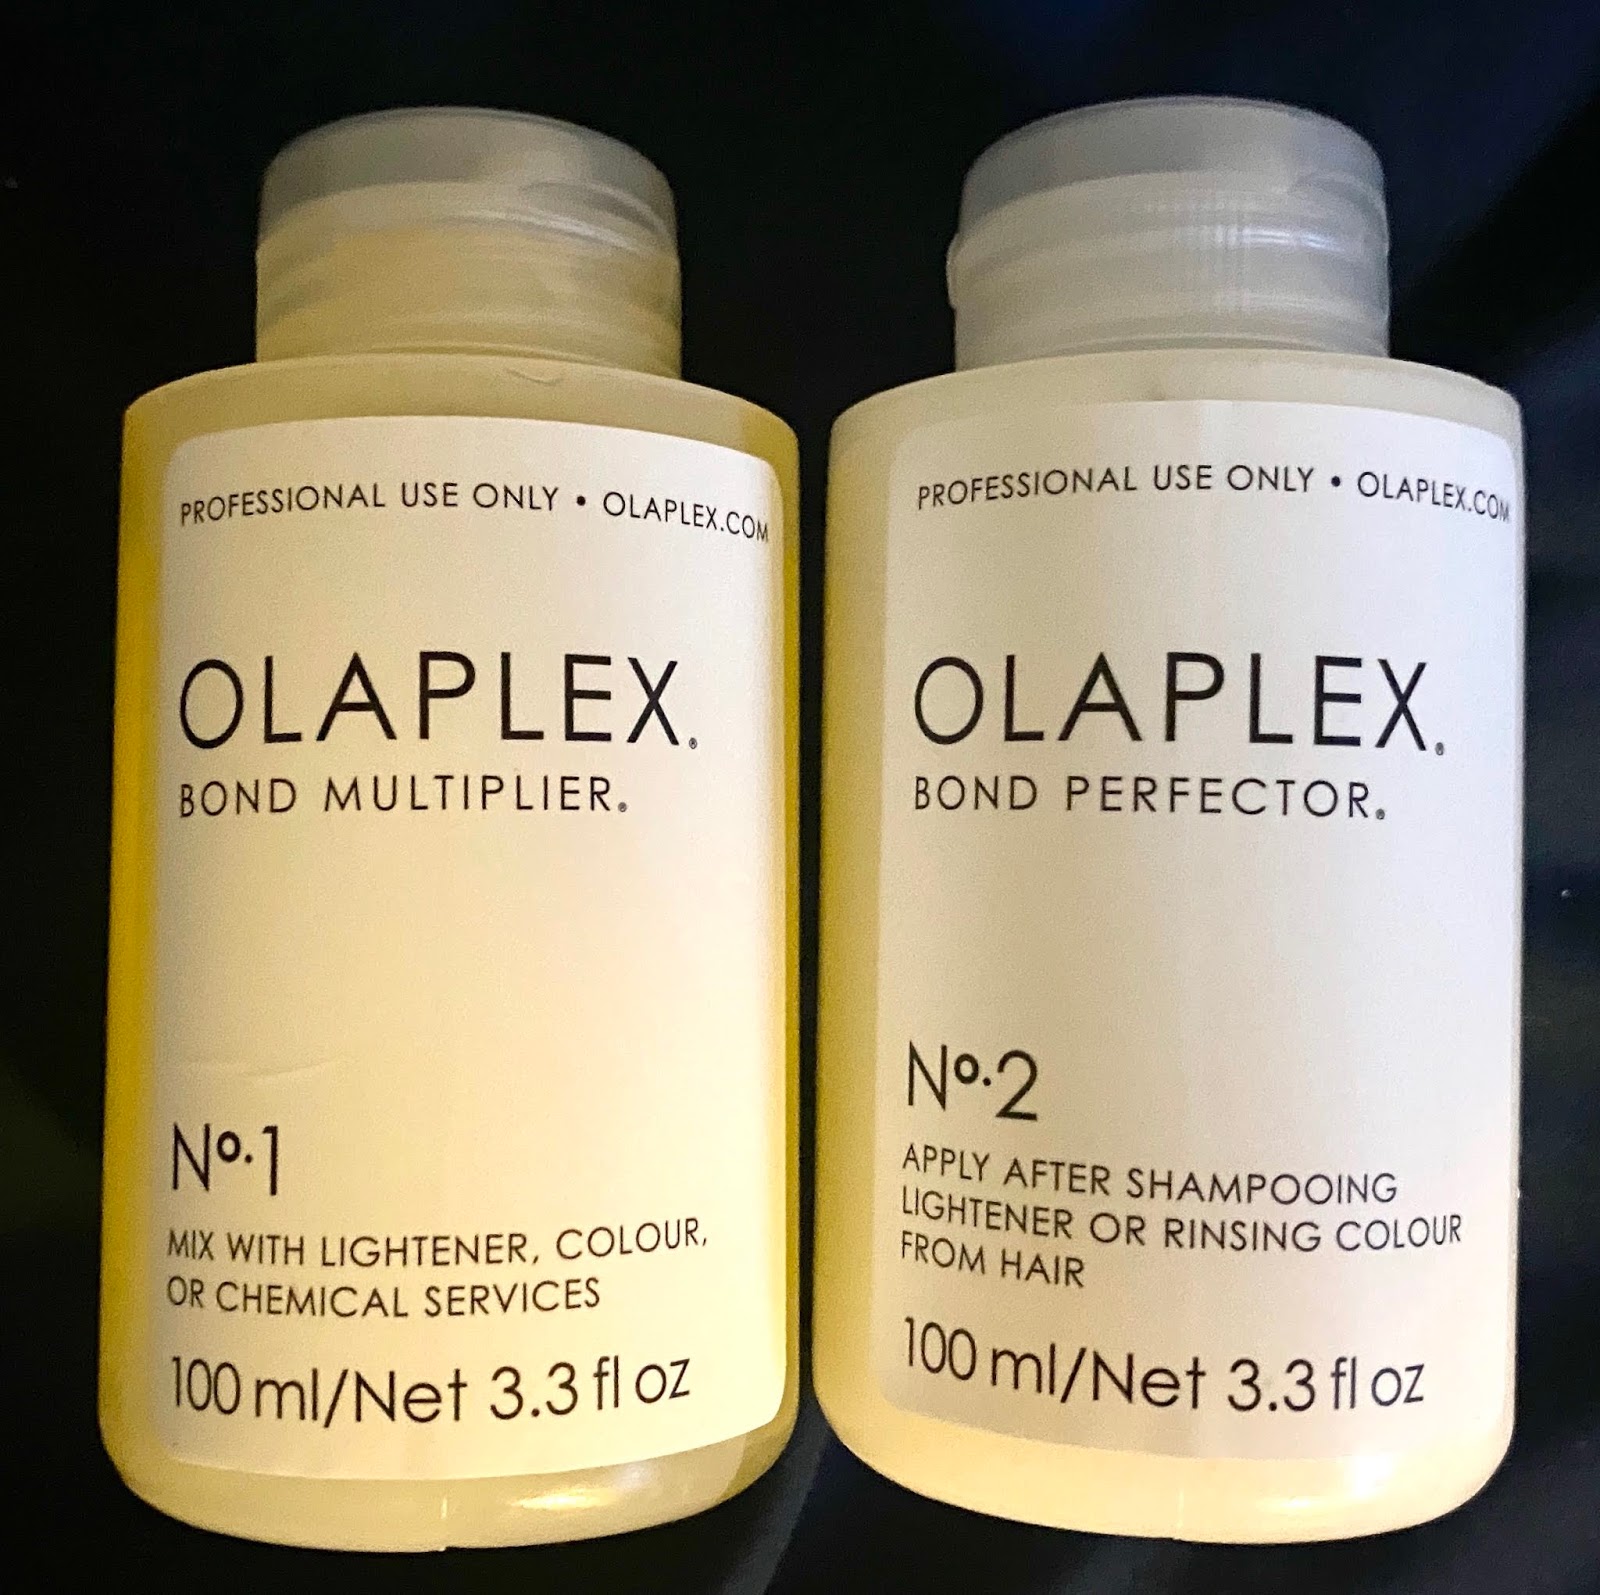 PROFESSIONAL USE ONLY • OLAPLEX.COM
OLAPLEX®
BOND MULTIPLIER®
Nº.1
MIX WITH LIGHTENER, COLOUR,
OR CHEMICAL SERVICES
100 ml/Net 3.3 fl oz
PROFESSIONAL USE ONLY • OLAPLEX.COM
OLAPLEX®
BOND PERFECTOR®
Nº.2
APPLY AFTER SHAMPOOING
LIGHTENER OR RINSING COLOUR
FROM HAIR
100 ml/Net 3.3 fl oz